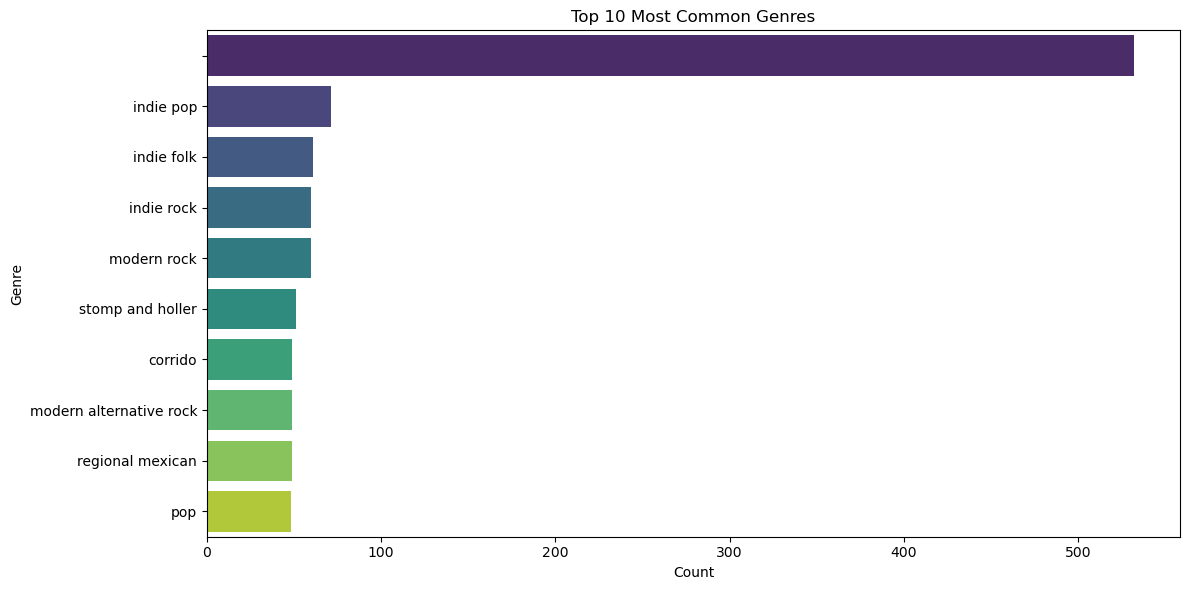 Top 10 Most Common Genres
indie pop
indie folk
indie rock
modern rock
stomp and holler
corrido
modern alternative rock
regional mexican
pop
Genre
0 100 200 300 400 500
Count